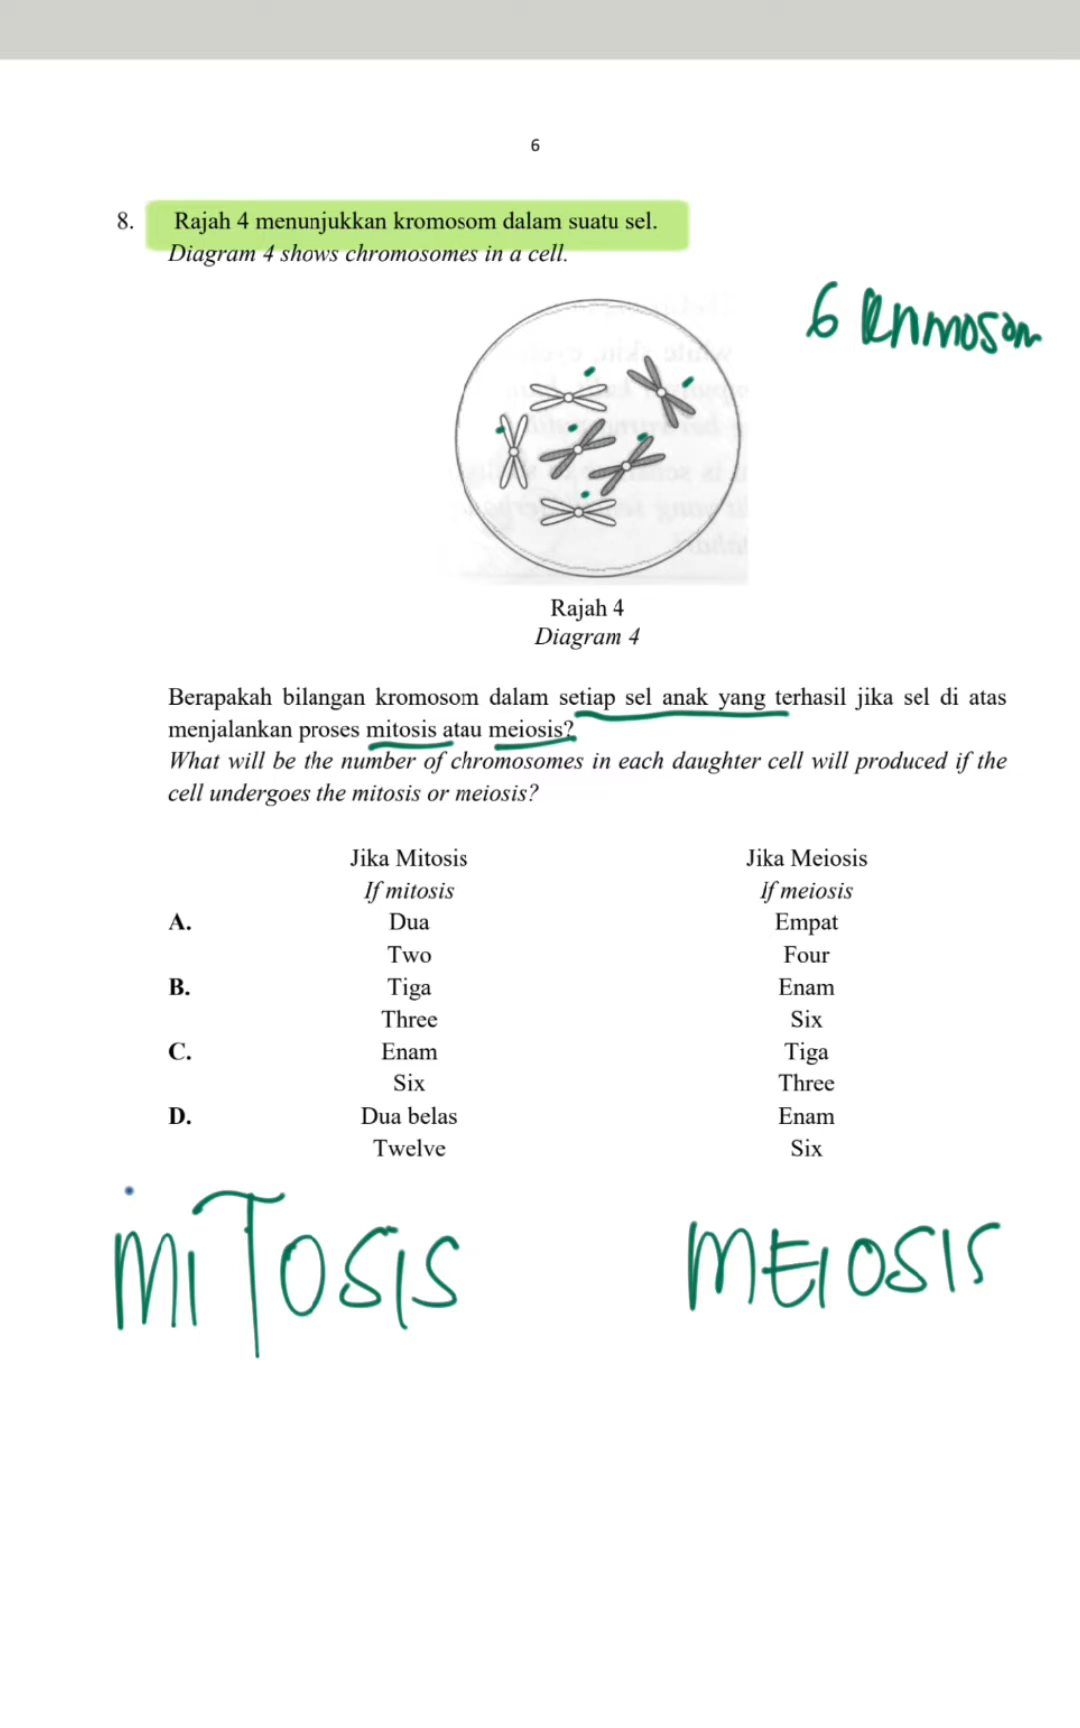 6
8. Rajah 4 menunjukkan kromosom dalam suatu sel.
Diagram 4 shows chromosomes in a cell.
6
Rajah 4
Diagram 4
Berapakah bilangan kromosom dalam setiap sel anak yang terhasil jika sel di atas
menjalankan proses mitosis atau meiosis?
What will be the number of chromosomes in each daughter cell will produced if the
cell undergoes the mitosis or meiosis?
Jika Mitosis Jika Meiosis
If mitosis If meiosis
A. Dua Empat
Two Four
B. Tiga Enam
Three Six
C. Enam Tiga
Six Three
D. Dua belas Enam
Twelve Six
MiTOSIS MEIOSIS